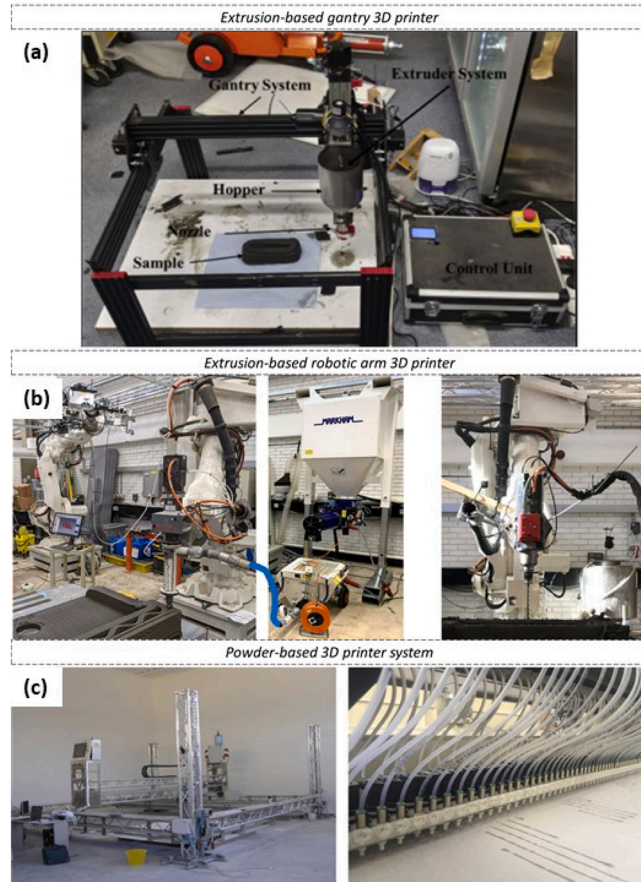 Extrusion-based gantry 3D printer
(a)
Extruder System
Gantry System
Hopper
Nozzle
Sample
Control Unit
Extrusion-based robotic arm 3D printer
(b)
MARKHAM
Powder-based 3D printer system
(c)